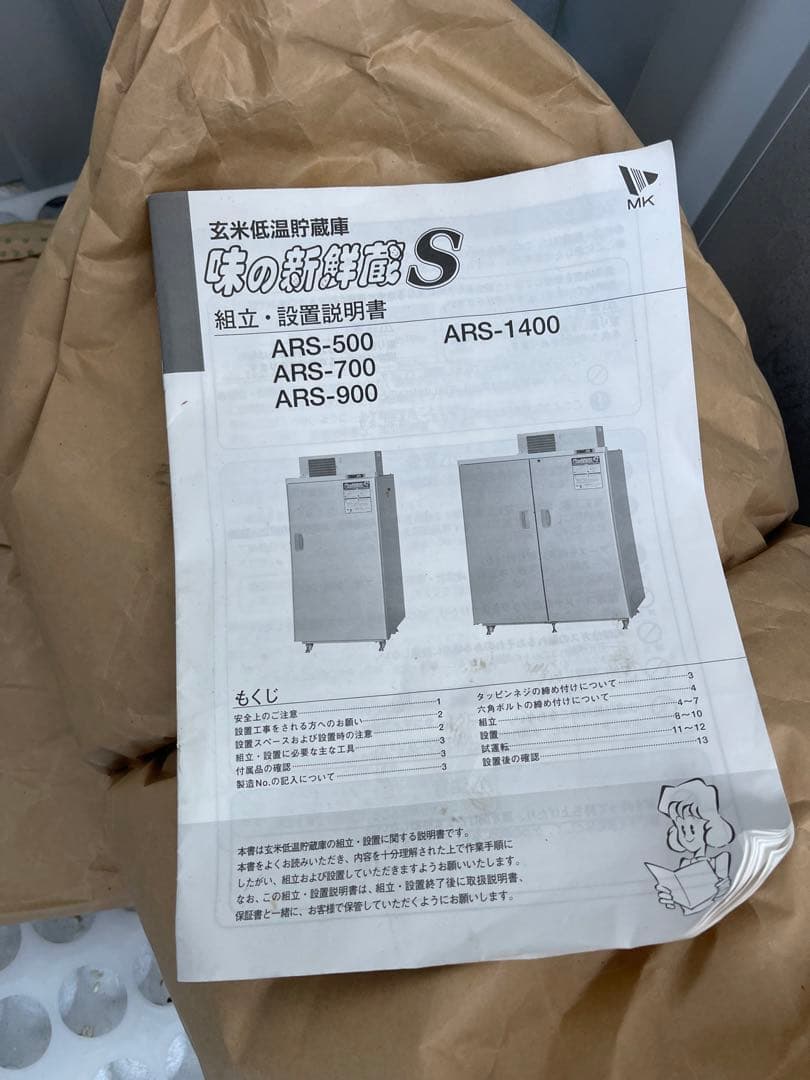 MK
玄米低温貯蔵庫
味の新鮮蔵S
組立・設置説明書
ARS-500
ARS-700
ARS-900
ARS-1400
もくじ
安全上のご注意 1
設置工事をされる方へのお願い 2
設置スペースおよび設置時の注意 2
組立・設置に必要な主な工具 3
付属品の確認 3
製造No.の記入について 3
タッピンネジの締め付けについて 3
六角ボルトの締め付けについて 4
組立 4〜7
設置 8〜10
試運転 11〜12
設置後の確認 13
本書は玄米低温貯蔵庫の組立・設置に関する説明書です。
本書をよくお読みいただき、内容を十分理解された上で作業手順に
したがい、組立および設置していただきますようお願いいたします。
なお、この組立・設置説明書は、組立・設置終了後に取扱説明書、
保証書と一緒に、お客様で保管していただくようにお願いします。